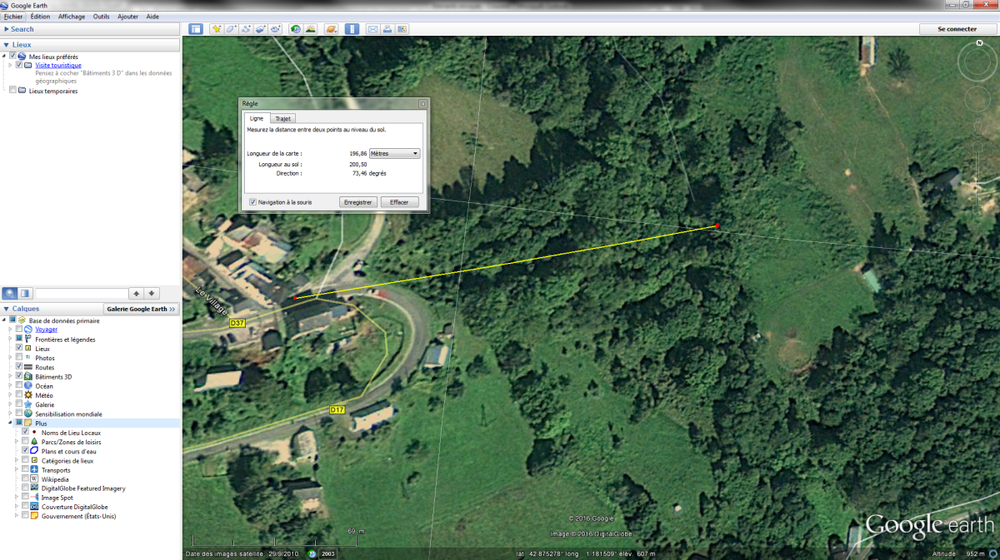 Google Earth
Fichier Édition Affichage Outils Ajouter Aide
Search
Se connecter
Lieux
Mes lieux préférés
Visite touristique
Pensez à cocher "Bâtiments 3 D" dans les données
géographiques
Lieux temporaires
N
Règle
Ligne Trajet
Mesurez la distance entre deux points au niveau du sol.
Longueur de la carte : 196,86 Mètres
Longueur au sol : 200,50
Direction : 73,46 degrés
Navigation à la souris Enregistrer Effacer
Le Village
D37
D17
Calques Galerie Google Earth >>
Base de données primaire
Voyager
Frontières et légendes
Lieux
Photos
Routes
Bâtiments 3D
Océan
Météo
Galerie
Sensibilisation mondiale
Plus
Noms de Lieu Locaux
Parcs/Zones de loisirs
Plans et cours d'eau
Catégories de lieux
Transports
Wikipedia
DigitalGlobe Featured Imagery
Image Spot
Couverture DigitalGlobe
Gouvernement (États-Unis)
© 2016 Google
Image © 2016 DigitalGlobe
Google earth
69 m
Date des images satellite : 29/9/2010 2003 lat 42.875278° long 1.181509° élév. 607 m Altitude 952 m